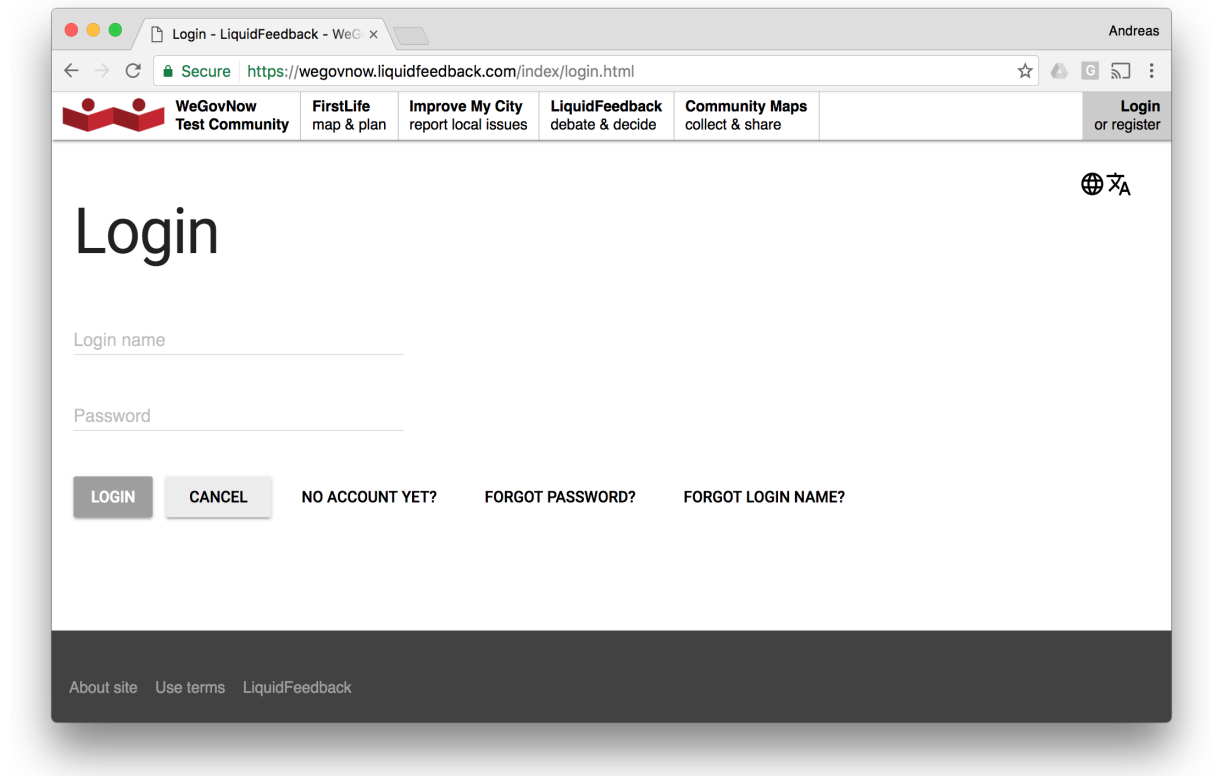 Login - LiquidFeedback - WeG
Andreas
Secure https://wegovnow.liquidfeedback.com/index/login.html
G
WeGovNow
Test Community
FirstLife
map & plan
Improve My City
report local issues
LiquidFeedback
debate & decide
Community Maps
collect & share
Login
or register
文A
Login
Login name
Password
LOGIN CANCEL NO ACCOUNT YET? FORGOT PASSWORD? FORGOT LOGIN NAME?
About site Use terms LiquidFeedback